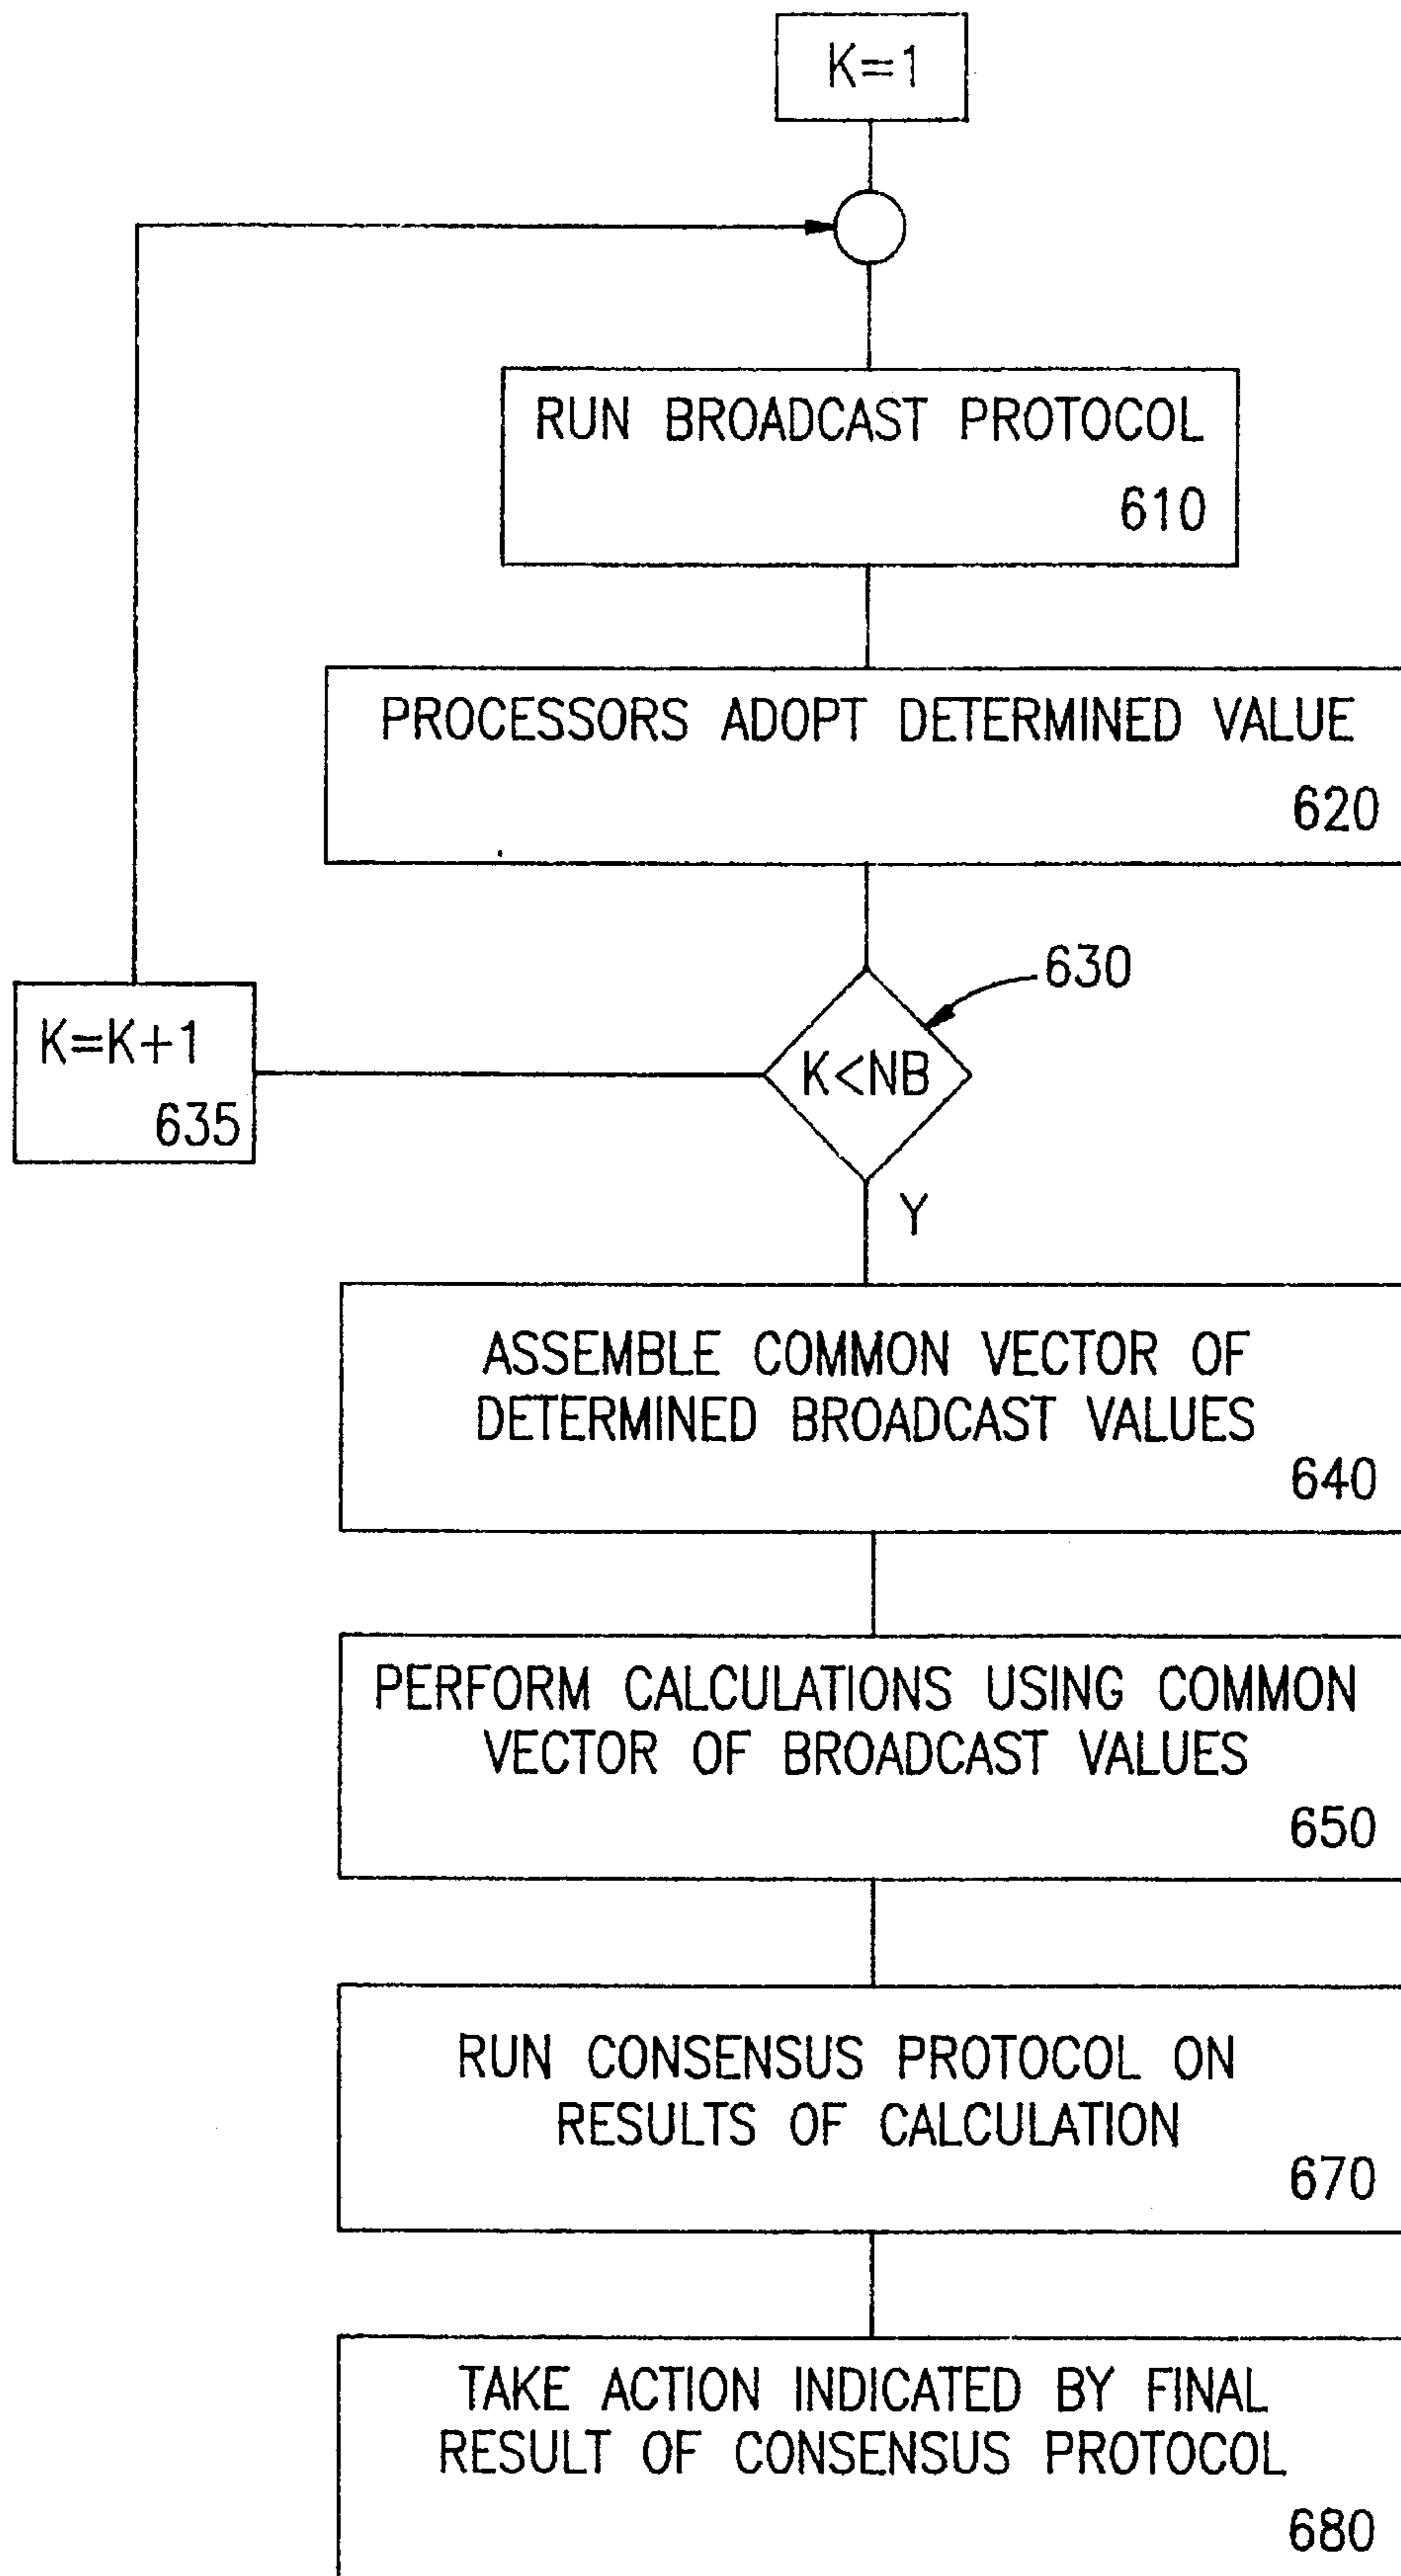 K=1
RUN BROADCAST PROTOCOL
610
PROCESSORS ADOPT DETERMINED VALUE
620
630
K<NB
K=K+1
635
Y
ASSEMBLE COMMON VECTOR OF
DETERMINED BROADCAST VALUES
640
PERFORM CALCULATIONS USING COMMON
VECTOR OF BROADCAST VALUES
650
RUN CONSENSUS PROTOCOL ON
RESULTS OF CALCULATION
670
TAKE ACTION INDICATED BY FINAL
RESULT OF CONSENSUS PROTOCOL
680